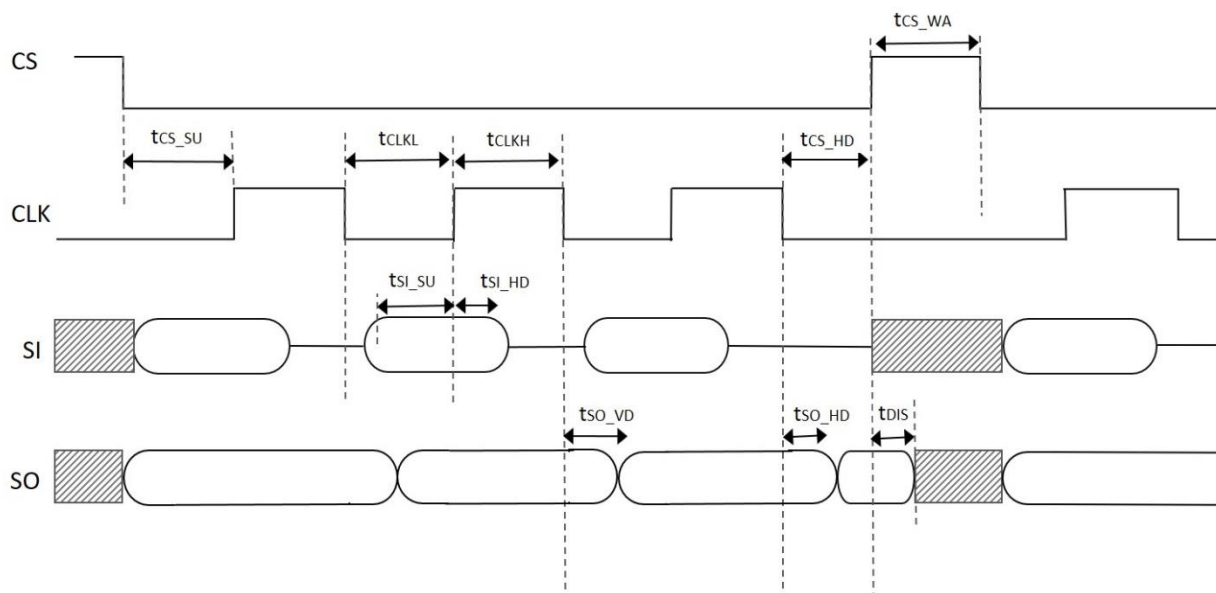 tCS_WA
CS
tCS_SU
tCLKL
tCLKH
tCS_HD
CLK
tSI_SU
tSI_HD
SI
tSO_VD
tSO_HD
tDIS
SO